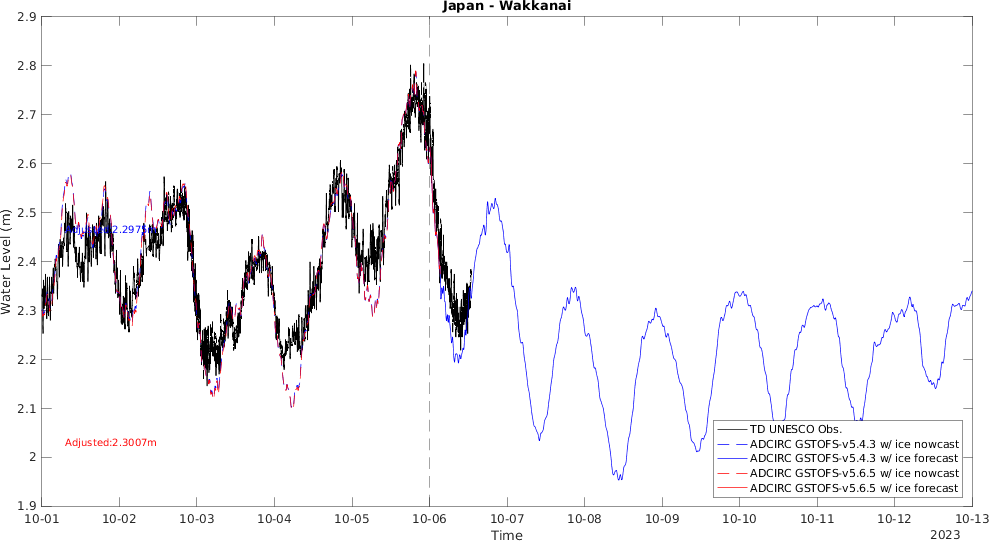 Japan - Wakkanai
Water Level (m)
2.9
2.8
2.7
2.6
2.5
2.4
2.3
2.2
2.1
2
1.9
Adjusted:2.2975m
Adjusted:2.3007m
TD UNESCO Obs.
ADCIRC GSTOFS-v5.4.3 w/ ice nowcast
ADCIRC GSTOFS-v5.4.3 w/ ice forecast
ADCIRC GSTOFS-v5.6.5 w/ ice nowcast
ADCIRC GSTOFS-v5.6.5 w/ ice forecast
10-01 10-02 10-03 10-04 10-05 10-06 10-07 10-08 10-09 10-10 10-11 10-12 10-13
Time
2023